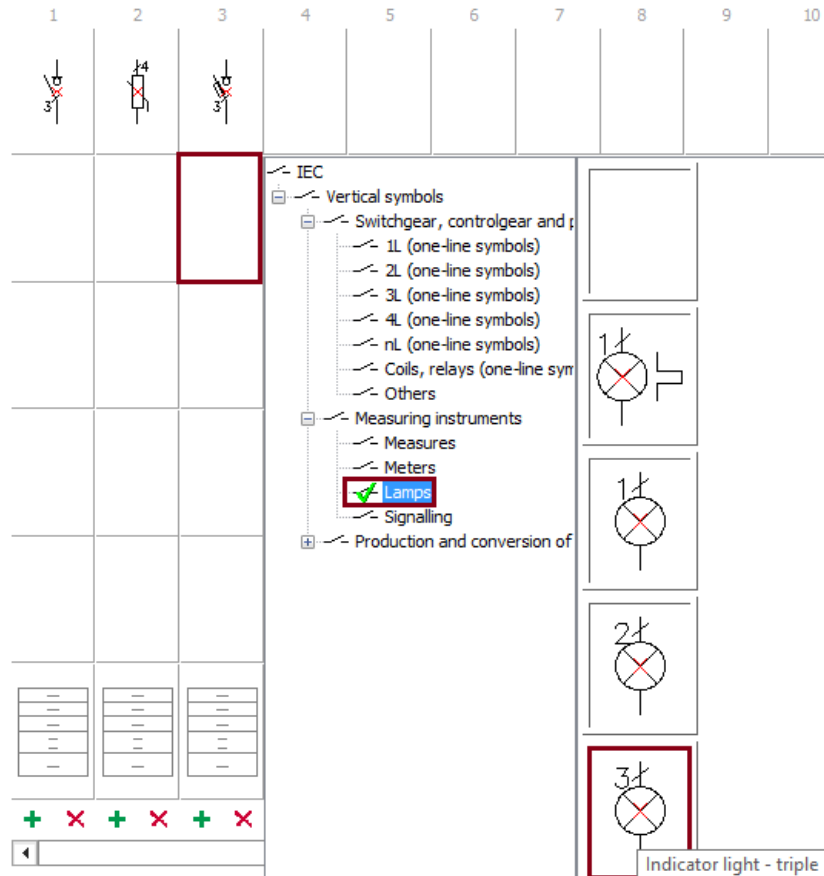 1 2 3 4 5 6 7 8 9 10
3 4 3
IEC
Vertical symbols
Switchgear, controlgear and p
1L (one-line symbols)
2L (one-line symbols)
3L (one-line symbols)
4L (one-line symbols)
nL (one-line symbols)
Coils, relays (one-line sym
Others
Measuring instruments
Measures
Meters
Lamps
Signalling
Production and conversion of
1
1
2
3
Indicator light - triple